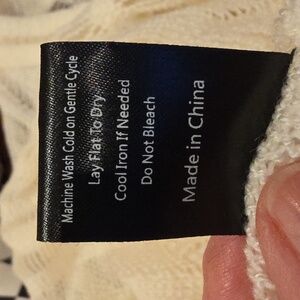 Machine Wash Cold on Gentle Cycle
Lay Flat To Dry
Cool Iron If Needed
Do Not Bleach
Made in China